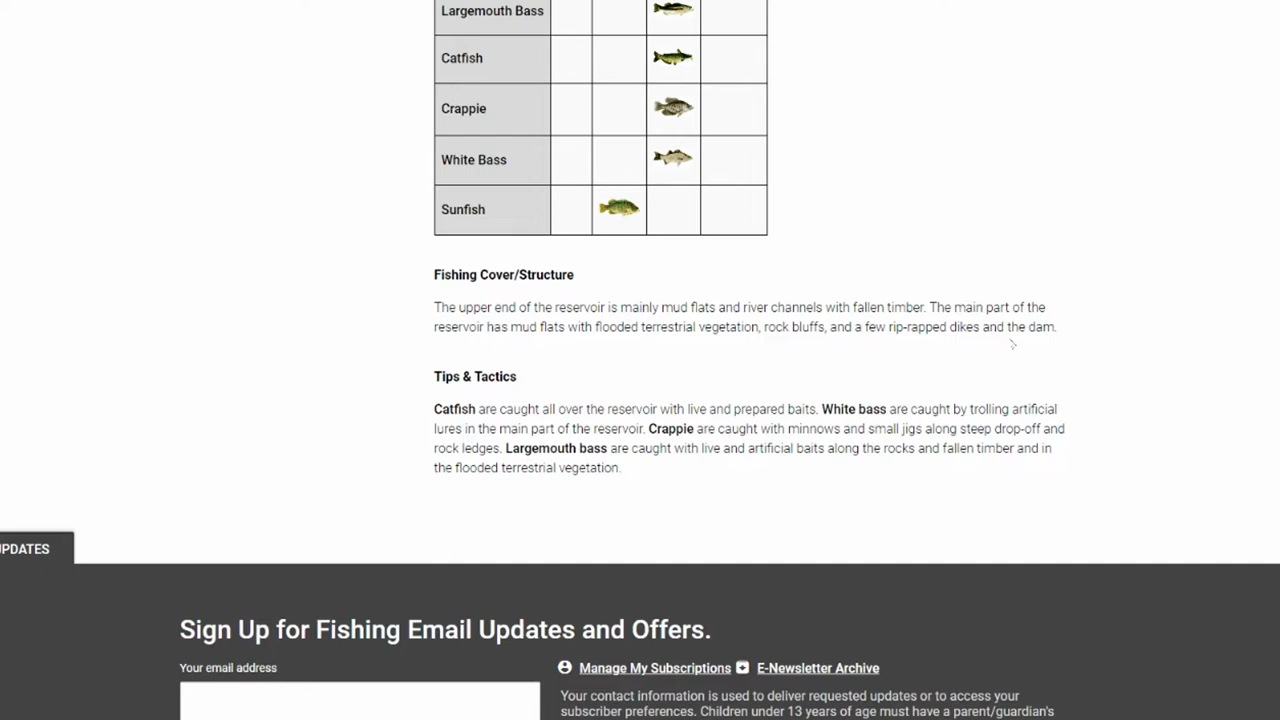 Largemouth Bass
Catfish
Crappie
White Bass
Sunfish
Fishing Cover/Structure
The upper end of the reservoir is mainly mud flats and river channels with fallen timber. The main part of the
reservoir has mud flats with flooded terrestrial vegetation, rock bluffs, and a few rip-rapped dikes and the dam.
Tips & Tactics
Catfish are caught all over the reservoir with live and prepared baits. White bass are caught by trolling artificial
lures in the main part of the reservoir. Crappie are caught with minnows and small jigs along steep drop-off and
rock ledges. Largemouth bass are caught with live and artificial baits along the rocks and fallen timber and in
the flooded terrestrial vegetation.
UPDATES
Sign Up for Fishing Email Updates and Offers.
Your email address
Manage My Subscriptions E-Newsletter Archive
Your contact information is used to deliver requested updates or to access your
subscriber preferences. Children under 13 years of age must have a parent/guardian's